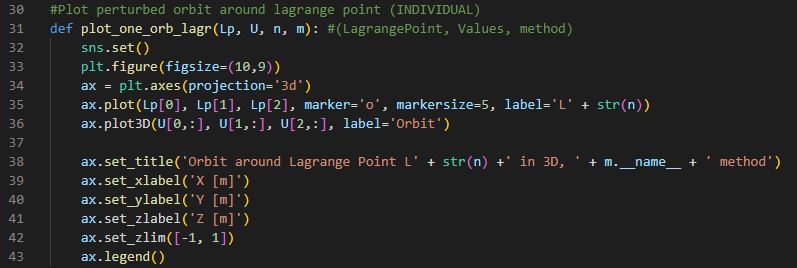 30 #Plot perturbed orbit around lagrange point (INDIVIDUAL)
31 def plot_one_orb_lagr(Lp, U, n, m): #(LagrangePoint, Values, method)
32     sns.set()
33     plt.figure(figsize=(10,9))
34     ax = plt.axes(projection='3d')
35     ax.plot(Lp[0], Lp[1], Lp[2], marker='o', markersize=5, label='L' + str(n))
36     ax.plot3D(U[0,:], U[1,:], U[2,:], label='Orbit')
37
38     ax.set_title('Orbit around Lagrange Point L' + str(n) +' in 3D, ' + m.__name__ + ' method')
39     ax.set_xlabel('X [m]')
40     ax.set_ylabel('Y [m]')
41     ax.set_zlabel('Z [m]')
42     ax.set_zlim([-1, 1])
43     ax.legend()